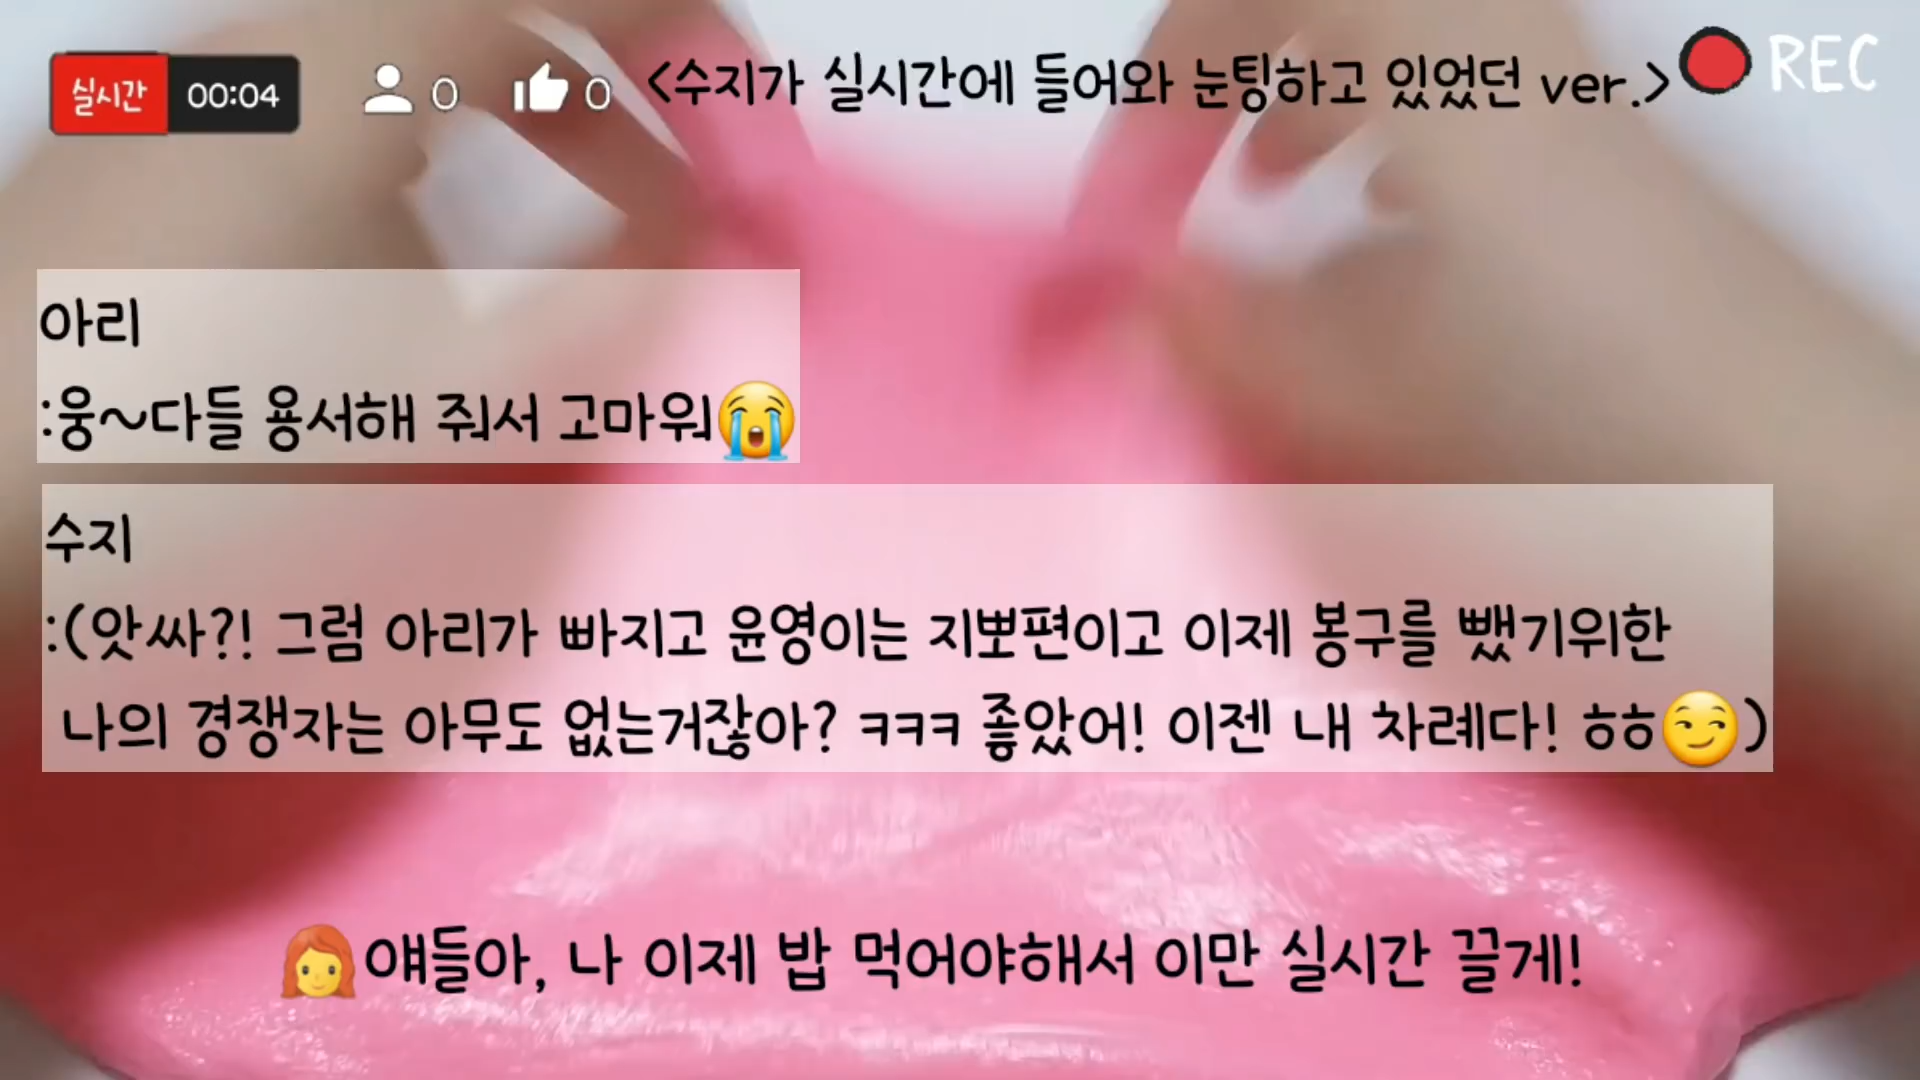 실시간 00:04 0 0 <수지가 실시간에 들어와 눈팅하고 있었던 ver.> REC
아리
:웅~다들 용서해 줘서 고마워😭
수지
:(앗싸?! 그럼 아리가 빠지고 윤영이는 지뽀편이고 이제 봉구를 뺐기위한
나의 경쟁자는 아무도 없는거잖아? ㅋㅋㅋ 좋았어! 이젠 내 차례다! ㅎㅎ😏)
👩‍🦰얘들아, 나 이제 밥 먹어야해서 이만 실시간 끌게!